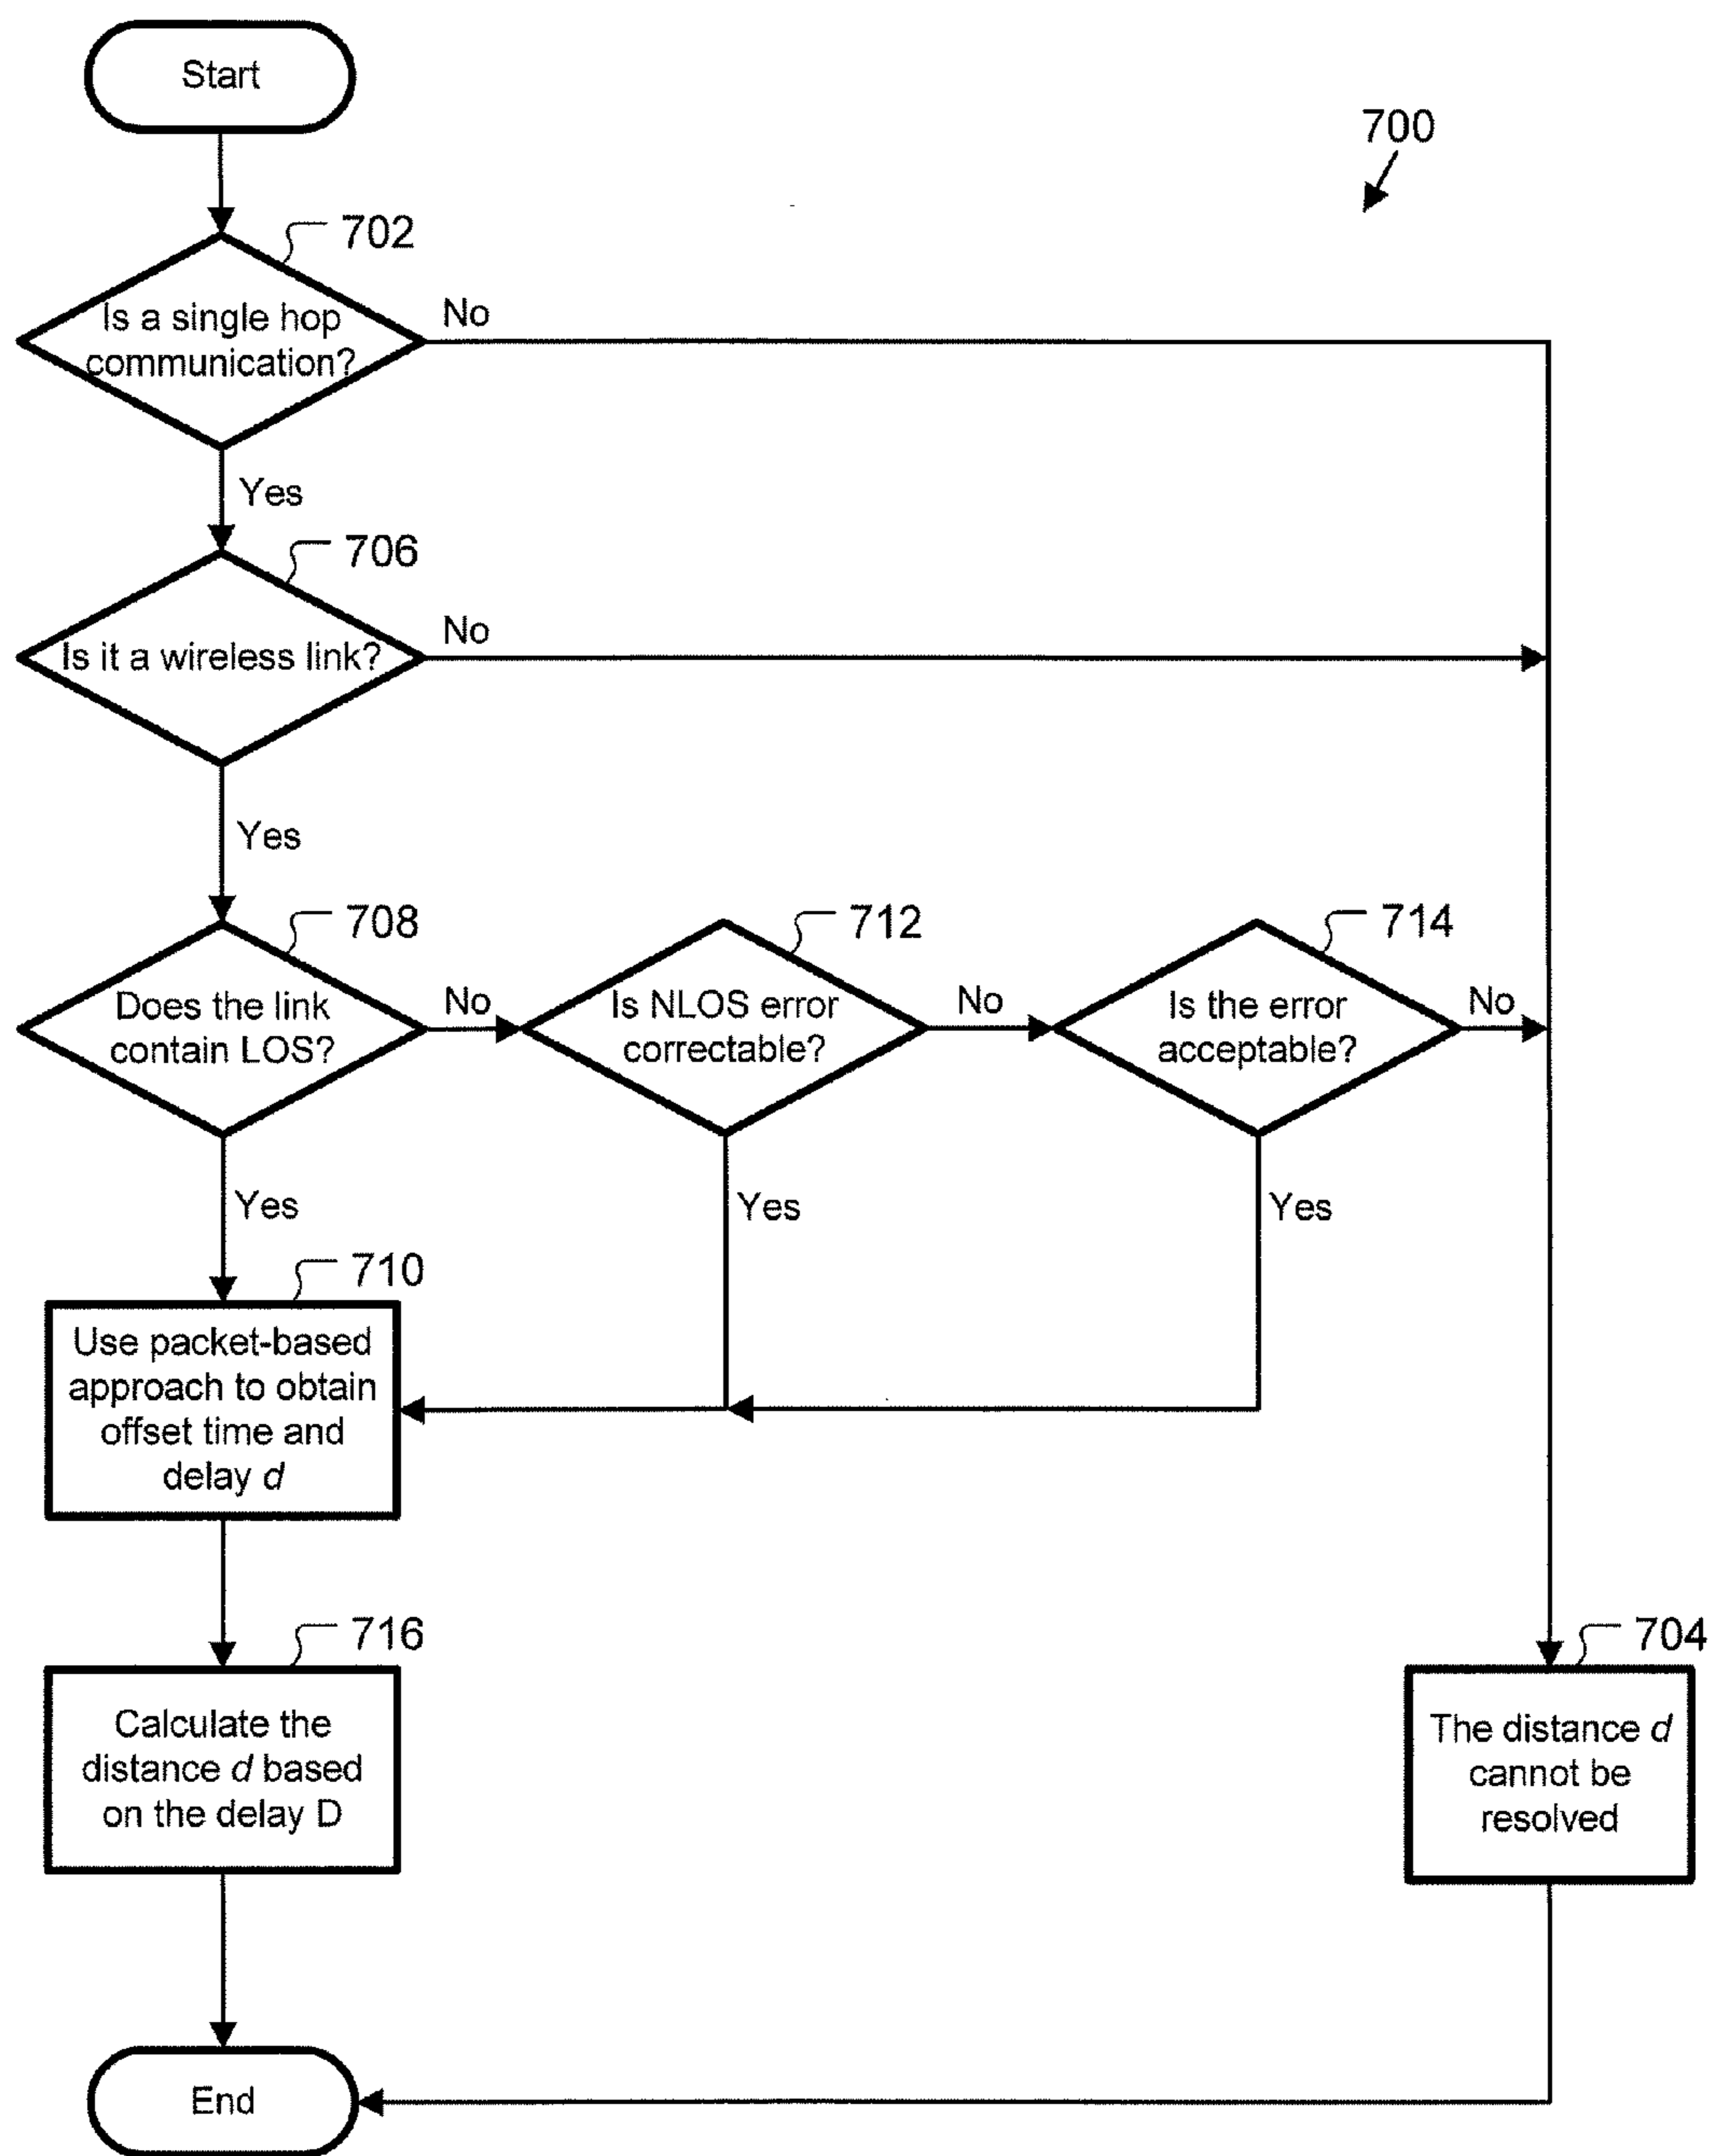 Start
700
702
Is a single hop
communication?
No
Yes
706
Is it a wireless link?
No
Yes
708
Does the link
contain LOS?
No
712
Is NLOS error
correctable?
No
714
Is the error
acceptable?
No
Yes
Yes
Yes
710
Use packet-based
approach to obtain
offset time and
delay d
716
Calculate the
distance d based
on the delay D
704
The distance d
cannot be
resolved
End